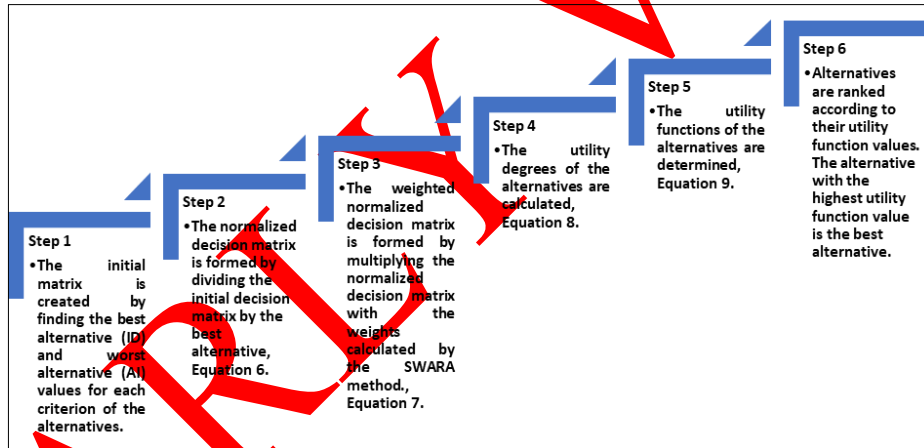 Step 1
•The initial
matrix is
created by
finding the best
alternative (ID)
and worst
alternative (AI)
values for each
criterion of the
alternatives.
Step 2
•The normalized
decision matrix
is formed by
dividing the
initial decision
matrix by the
best
alternative,
Equation 6.
Step 3
•The weighted
normalized
decision matrix
is formed by
multiplying the
normalized
decision matrix
with the
weights
calculated by
the SWARA
method.,
Equation 7.
Step 4
•The utility
degrees of the
alternatives are
calculated,
Equation 8.
Step 5
•The utility
functions of the
alternatives are
determined,
Equation 9.
Step 6
•Alternatives
are ranked
according to
their utility
function values.
The alternative
with the
highest utility
function value
is the best
alternative.